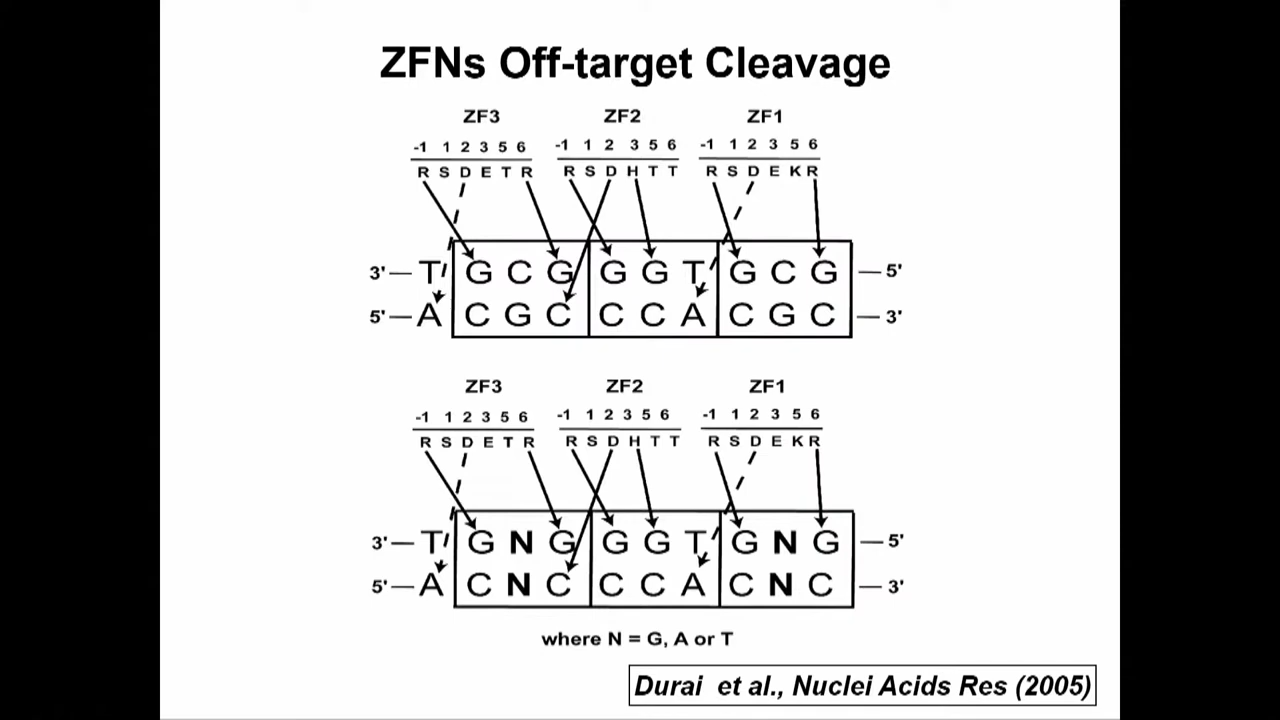 ZFNs Off-target Cleavage
ZF3 ZF2 ZF1
-1 1 2 3 5 6 -1 1 2 3 5 6 -1 1 2 3 5 6
R S D E T R R S D H T T R S D E K R
3'—T G C G G G T G C G —5'
5'—A C G C C C A C G C —3'
ZF3 ZF2 ZF1
-1 1 2 3 5 6 -1 1 2 3 5 6 -1 1 2 3 5 6
R S D E T R R S D H T T R S D E K R
3'—T G N G G G T G N G —5'
5'—A C N C C C A C N C —3'
where N = G, A or T
Durai et al., Nuclei Acids Res (2005)